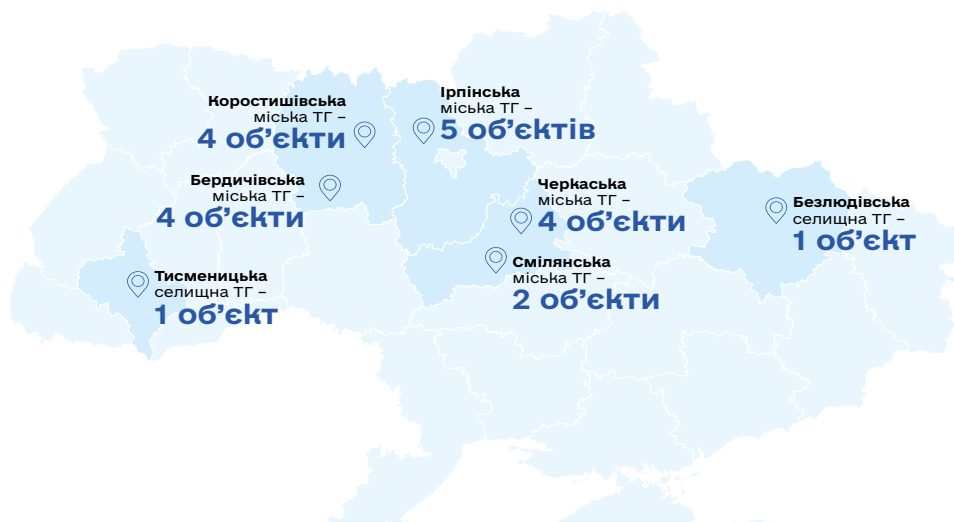 Коростишівська
міська ТГ –
4 об’єкти
Ірпінська
міська ТГ –
5 об’єктів
Бердичівська
міська ТГ –
4 об’єкти
Черкаська
міська ТГ –
4 об’єкти
Безлюдівська
селищна ТГ –
1 об’єкт
Смілянська
міська ТГ –
2 об’єкти
Тисменицька
селищна ТГ –
1 об’єкт